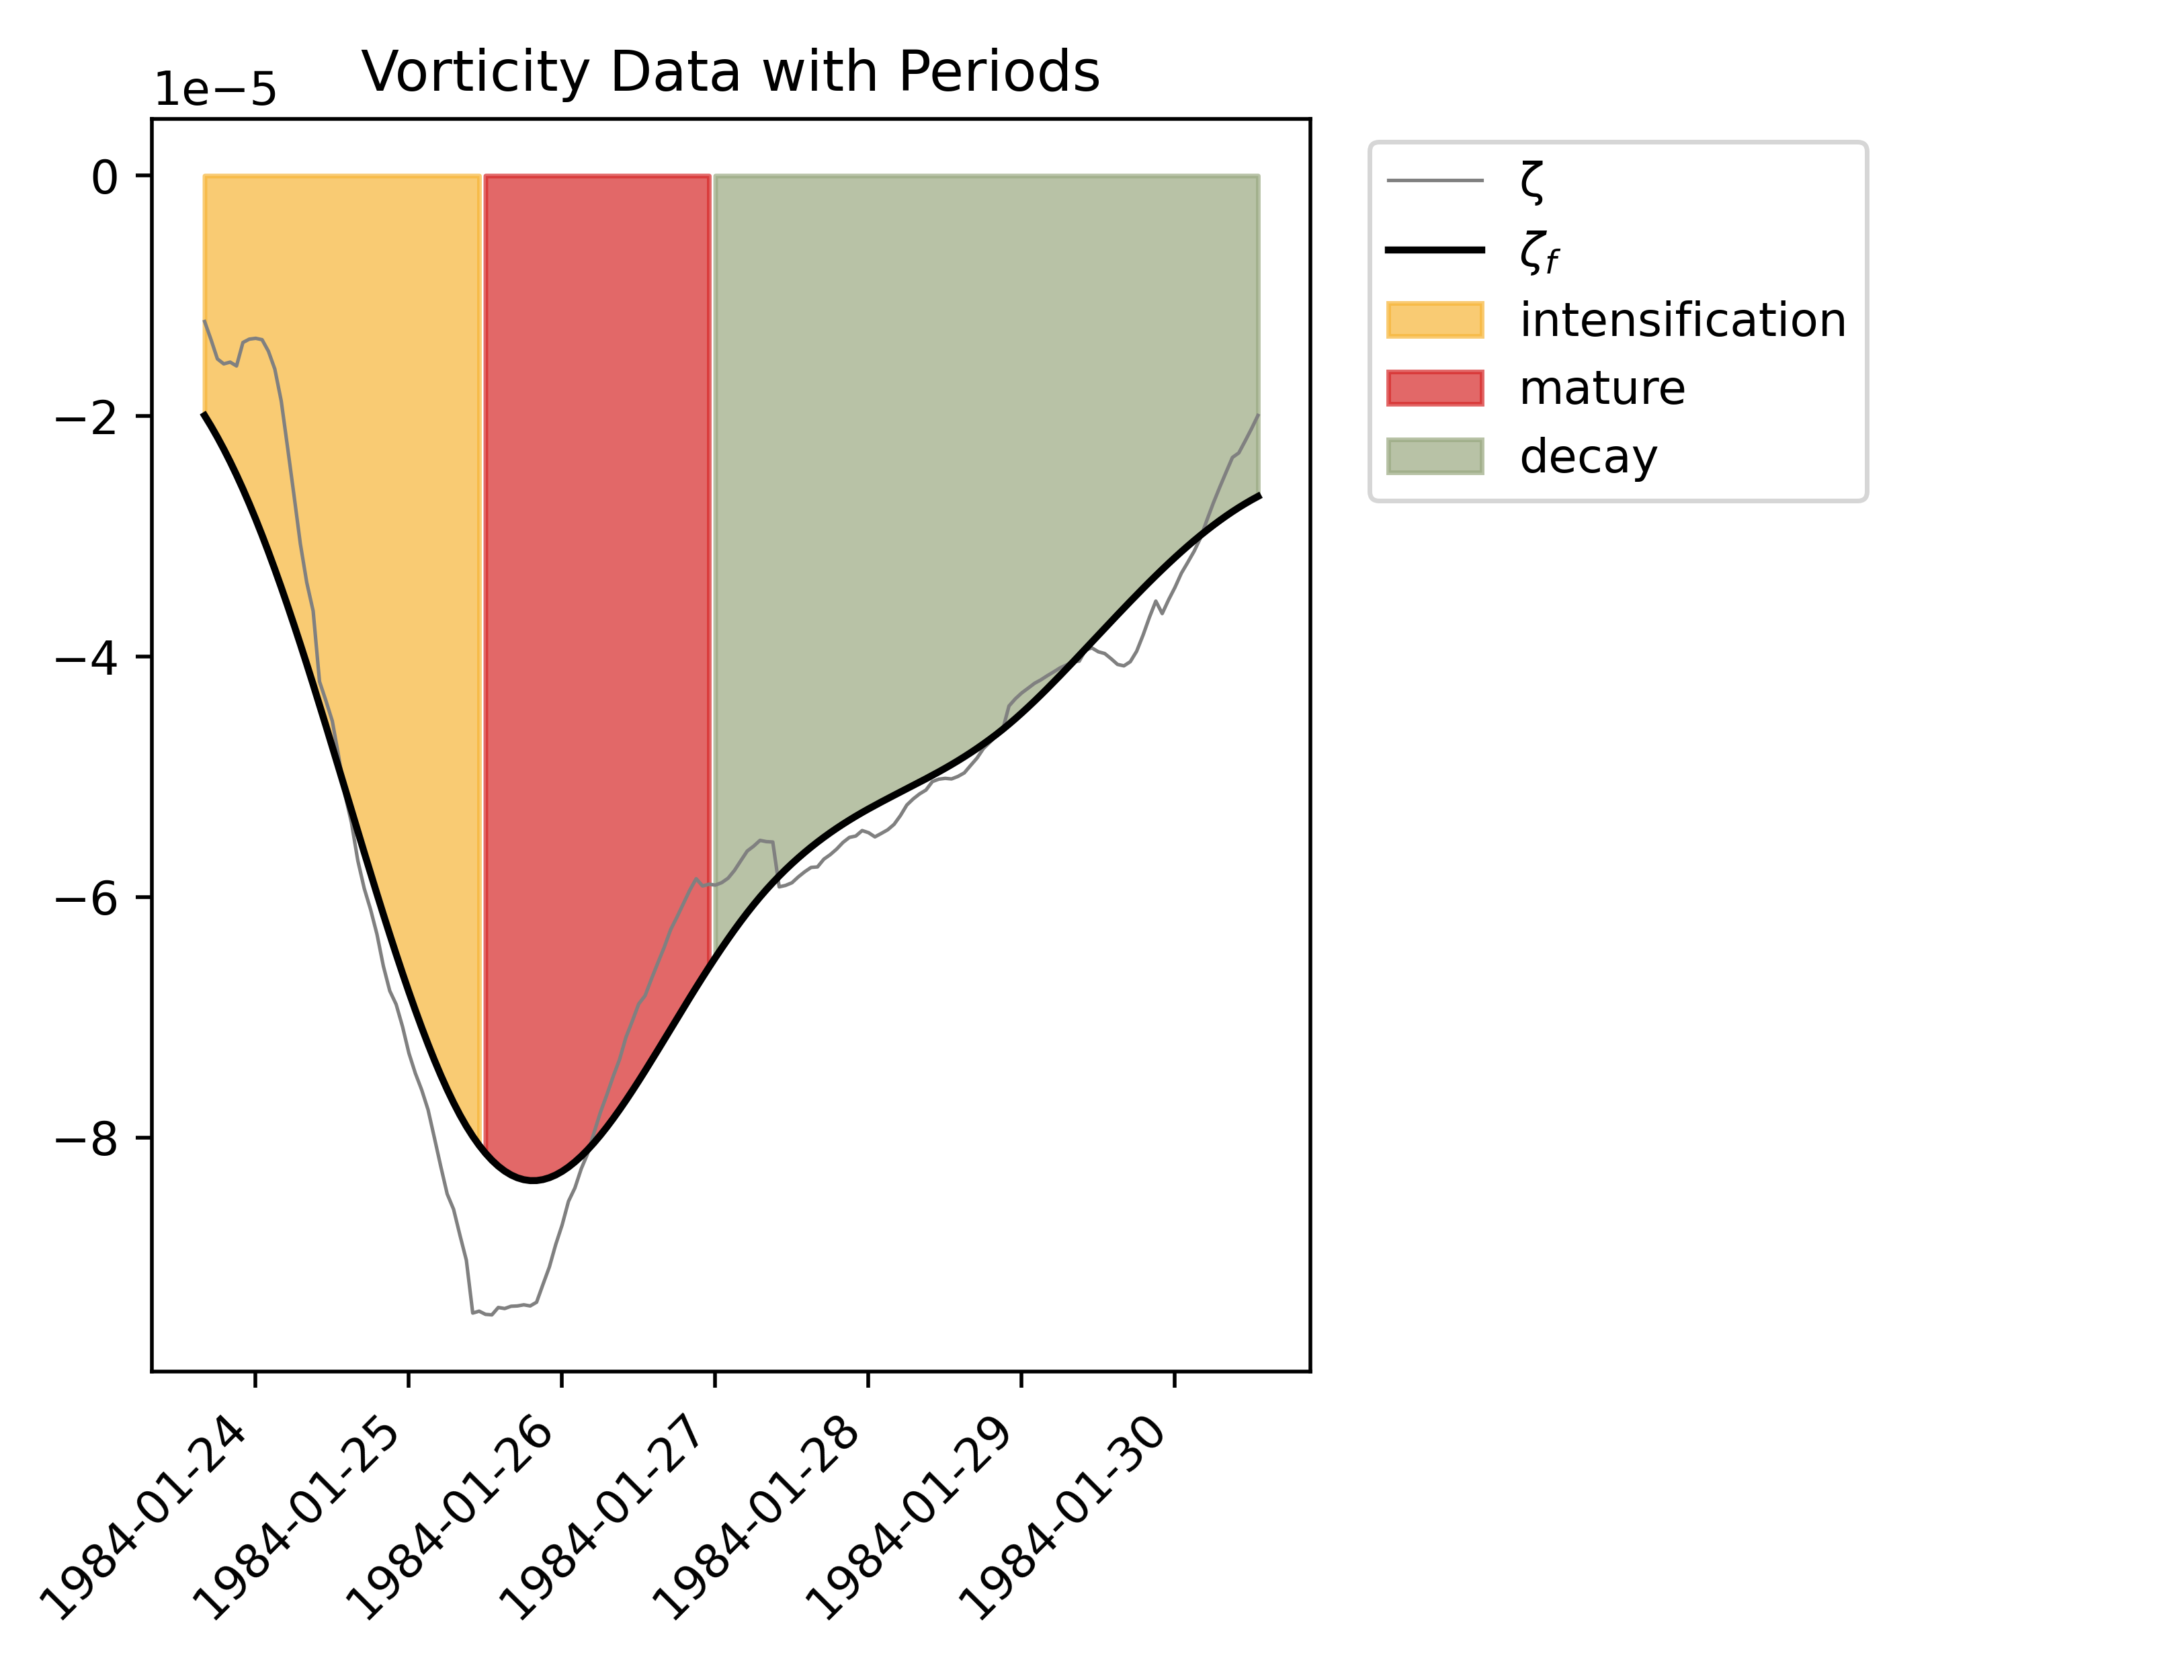 Vorticity Data with Periods
1e−5
0
−2
−4
−6
−8
1984-01-24
1984-01-25
1984-01-26
1984-01-27
1984-01-28
1984-01-29
1984-01-30
ζ
ζf
intensification
mature
decay